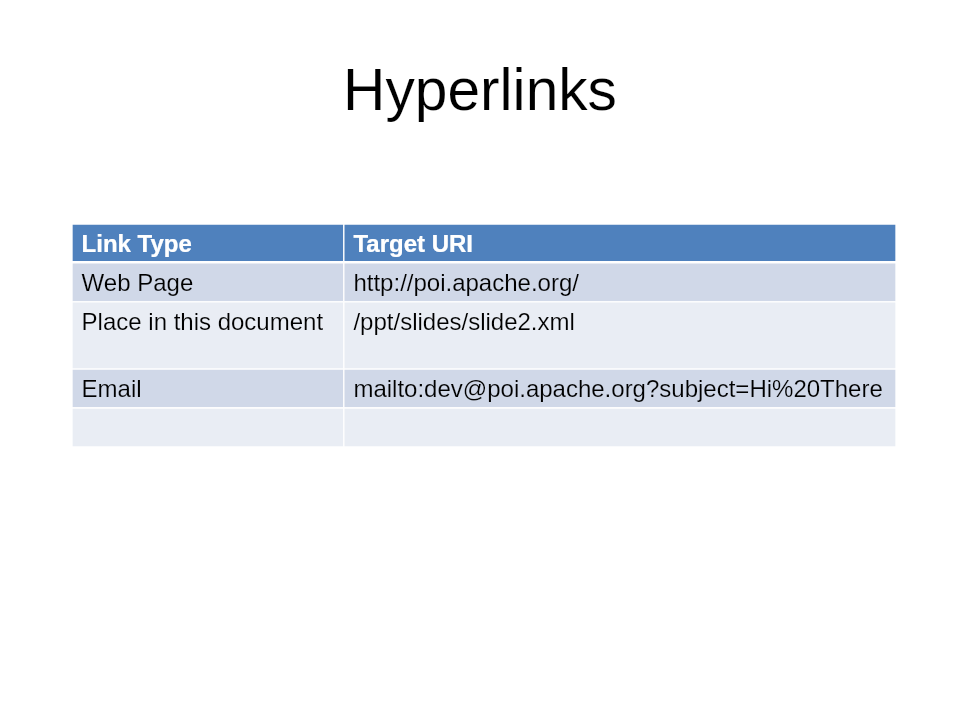 Hyperlinks
Link Type Target URI
Web Page http://poi.apache.org/
Place in this document /ppt/slides/slide2.xml
Email mailto:dev@poi.apache.org?subject=Hi%20There